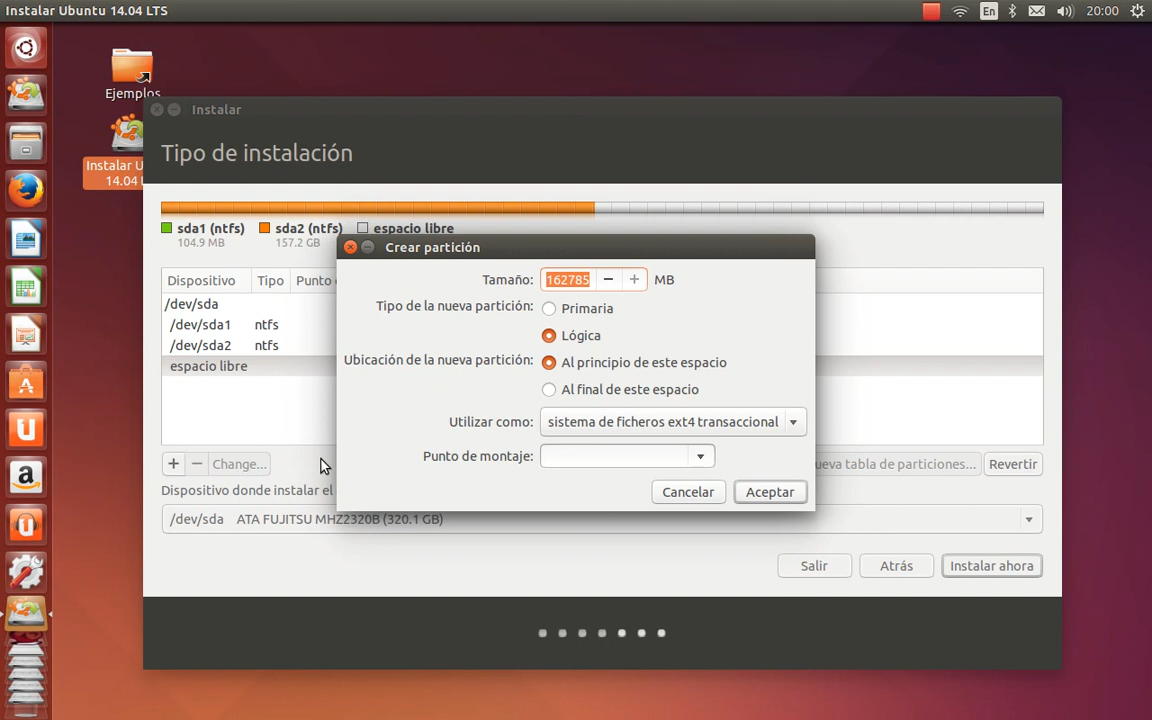 Instalar Ubuntu 14.04 LTS
En
20:00
Ejemplos
Instalar U
14.04 L
Instalar
Tipo de instalación
sda1 (ntfs) sda2 (ntfs) espacio libre
104.9 MB 157.2 GB
Crear partición
Tamaño: 162785 MB
Tipo de la nueva partición: Primaria
Lógica
Ubicación de la nueva partición: Al principio de este espacio
Al final de este espacio
Utilizar como: sistema de ficheros ext4 transaccional
Punto de montaje:
Cancelar Aceptar
Dispositivo Tipo Punto
/dev/sda
/dev/sda1 ntfs
/dev/sda2 ntfs
espacio libre
+ − Change... ueva tabla de particiones... Revertir
Dispositivo donde instalar el
/dev/sda ATA FUJITSU MHZ2320B (320.1 GB)
Salir Atrás Instalar ahora